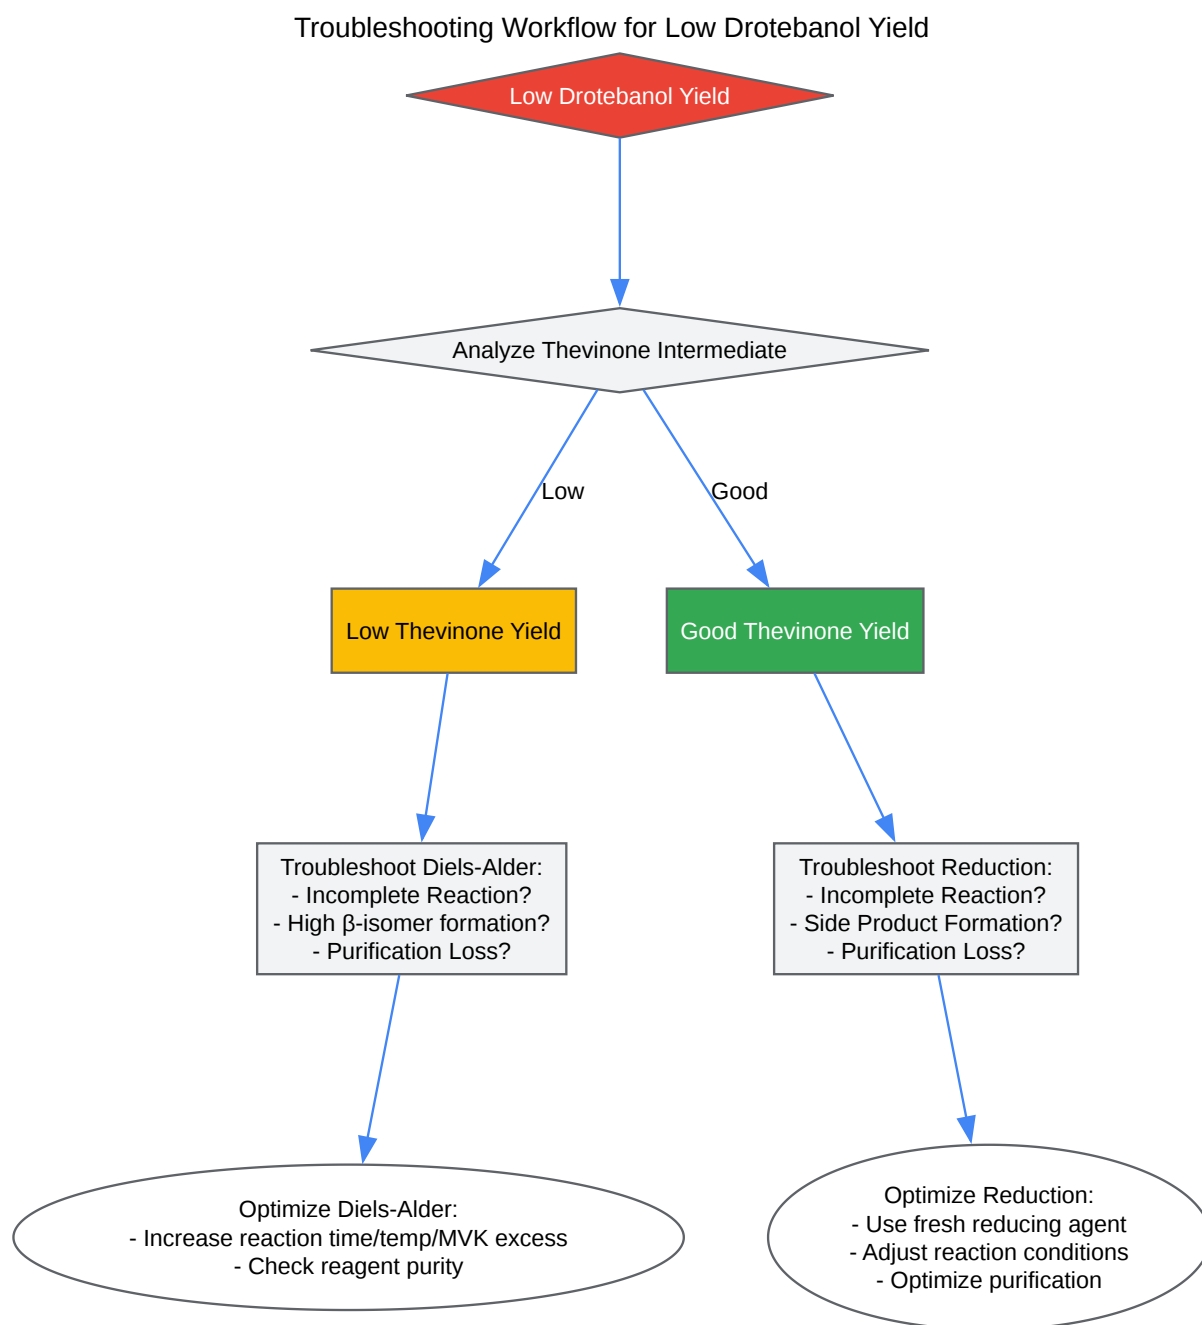 Troubleshooting Workflow for Low Drotebanol Yield
Low Drotebanol Yield
Analyze Thevinone Intermediate
Low
Good
Low Thevinone Yield
Good Thevinone Yield
Troubleshoot Diels-Alder:
- Incomplete Reaction?
- High β-isomer formation?
- Purification Loss?
Troubleshoot Reduction:
- Incomplete Reaction?
- Side Product Formation?
- Purification Loss?
Optimize Diels-Alder:
- Increase reaction time/temp/MVK excess
- Check reagent purity
Optimize Reduction:
- Use fresh reducing agent
- Adjust reaction conditions
- Optimize purification